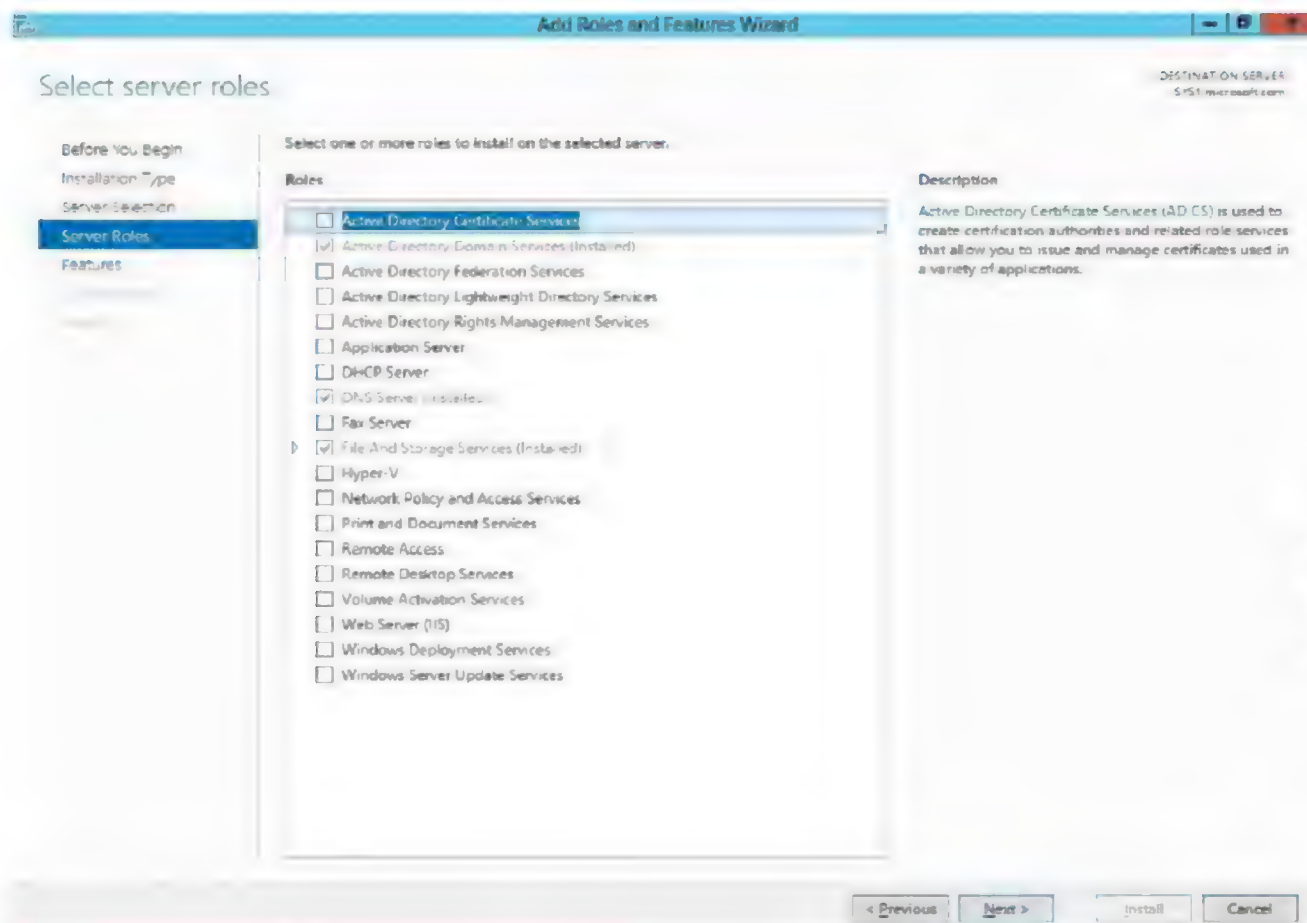 Add Roles and Features Wizard
Select server roles
DESTINATION SERVER
microsoft.com
Before You Begin
Installation Type
Server Selection
Server Roles
Features
Select one or more roles to install on the selected server.
Roles
Active Directory Certificate Services
Active Directory Domain Services (Installed)
Active Directory Federation Services
Active Directory Lightweight Directory Services
Active Directory Rights Management Services
Application Server
DHCP Server
DNS Server (Installed)
Fax Server
File And Storage Services (Installed)
Hyper-V
Network Policy and Access Services
Print and Document Services
Remote Access
Remote Desktop Services
Volume Activation Services
Web Server (IIS)
Windows Deployment Services
Windows Server Update Services
Description
Active Directory Certificate Services (AD CS) is used to
create certification authorities and related role services
that allow you to issue and manage certificates used in
a variety of applications.
< Previous
Next >
Install
Cancel